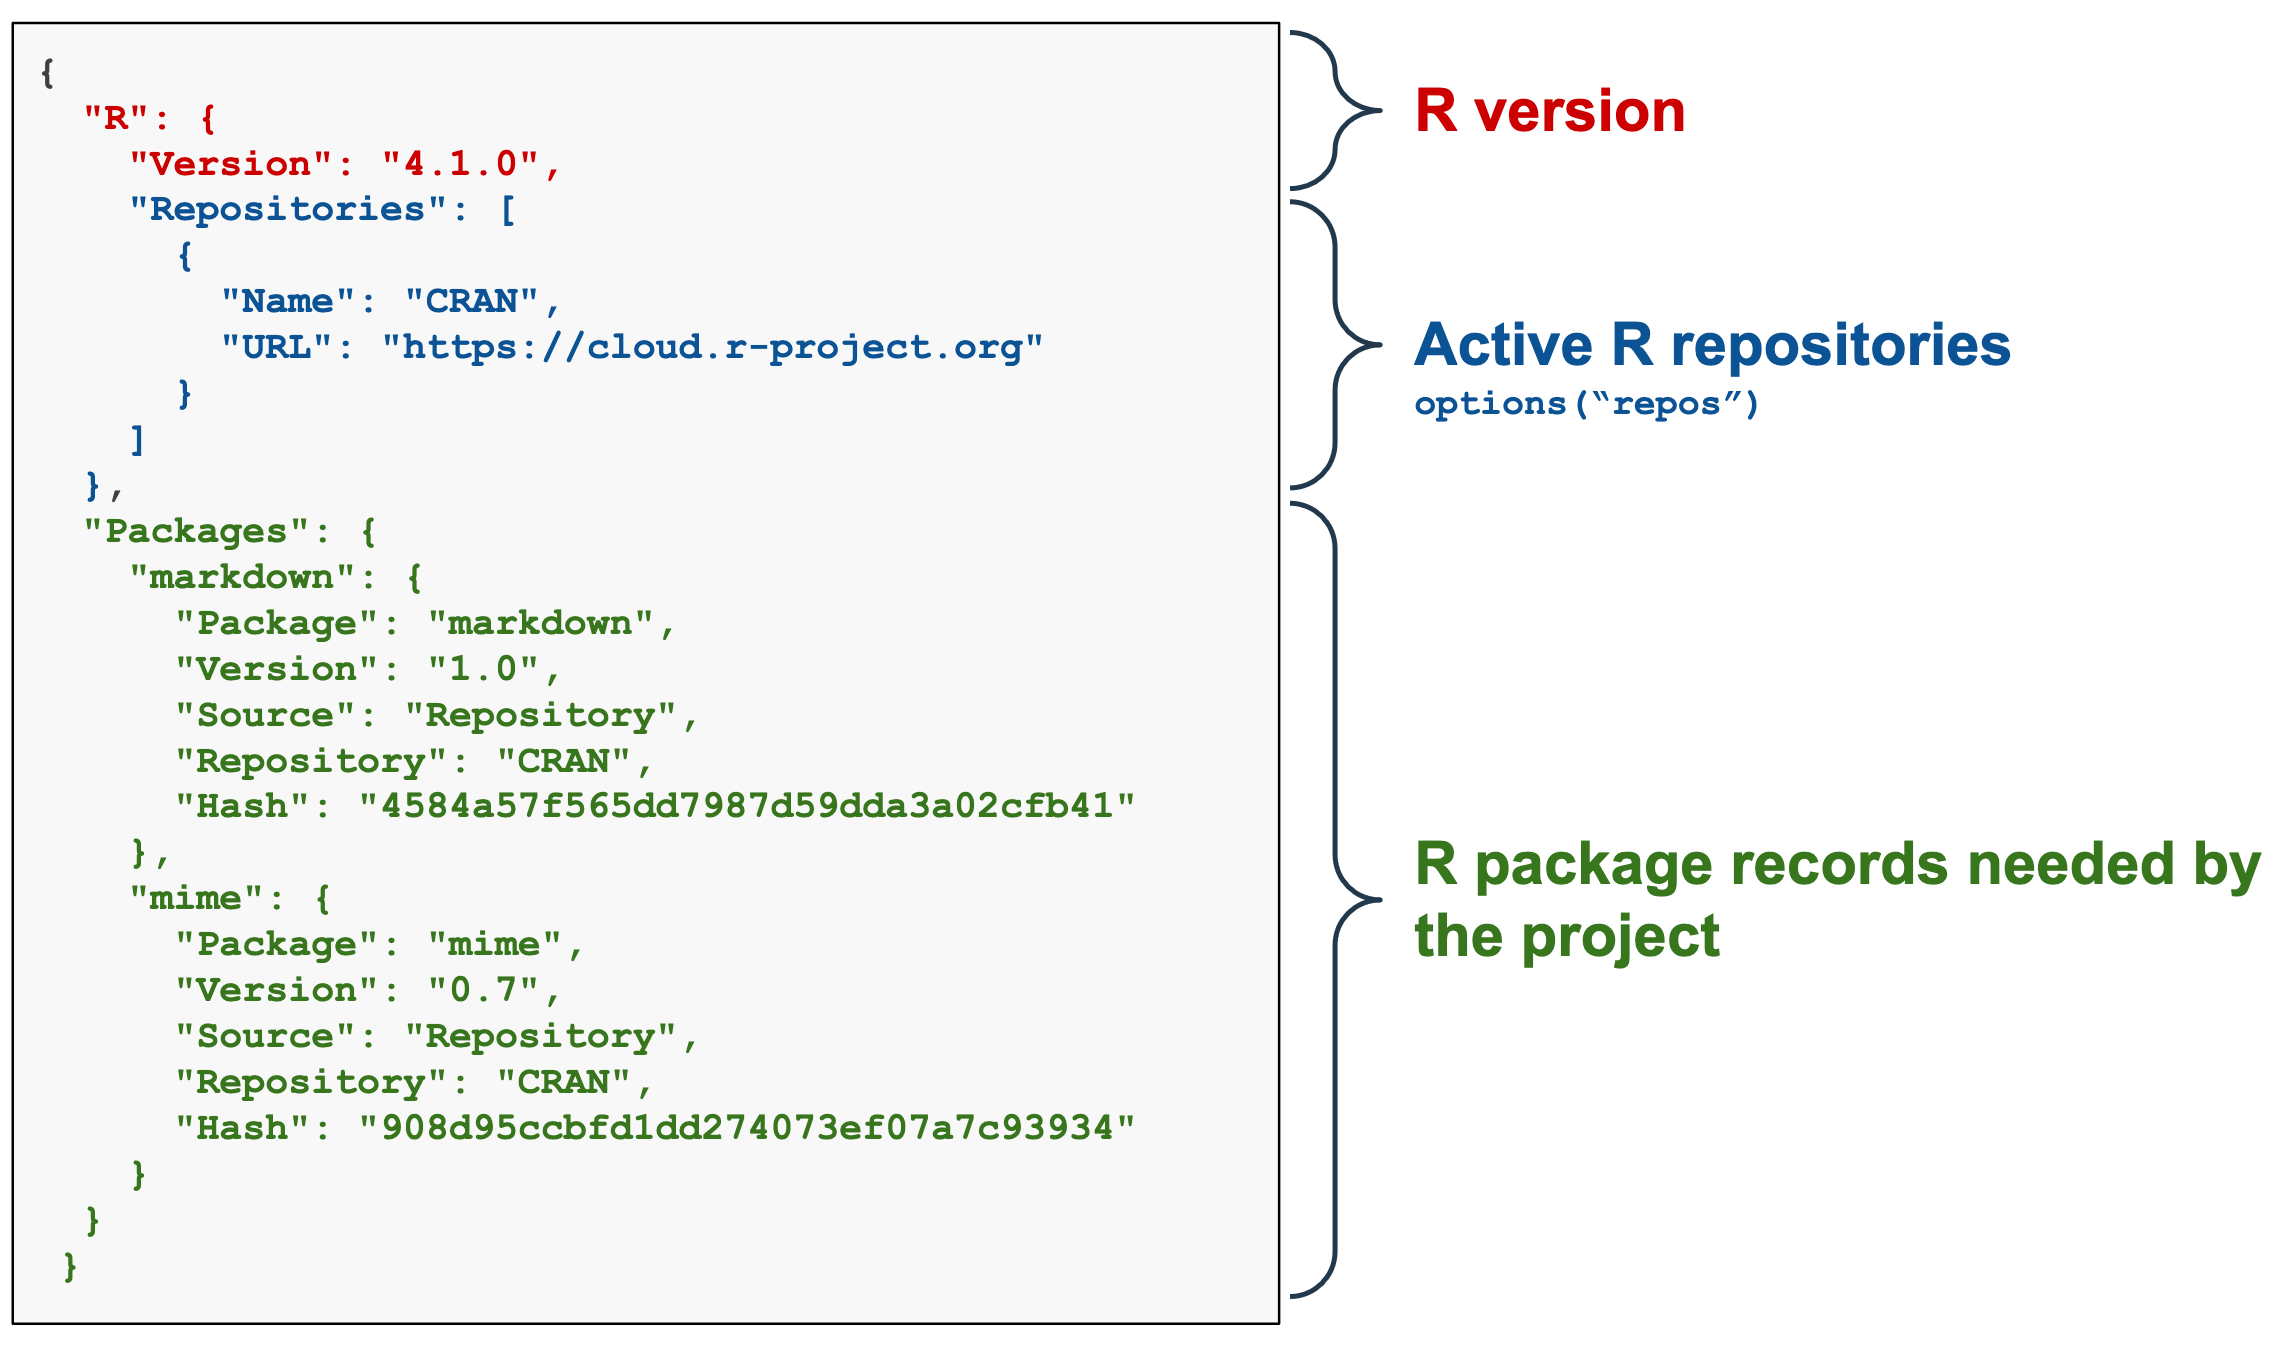 {
  "R": {
    "Version": "4.1.0",
    "Repositories": [
      {
        "Name": "CRAN",
        "URL": "https://cloud.r-project.org"
      }
    ]
  },
  "Packages": {
    "markdown": {
      "Package": "markdown",
      "Version": "1.0",
      "Source": "Repository",
      "Repository": "CRAN",
      "Hash": "4584a57f565dd7987d59dda3a02cfb41"
    },
    "mime": {
      "Package": "mime",
      "Version": "0.7",
      "Source": "Repository",
      "Repository": "CRAN",
      "Hash": "908d95ccbfd1dd274073ef07a7c93934"
    }
  }
 }
R version
Active R repositories
options(“repos”)
R package records needed by
the project